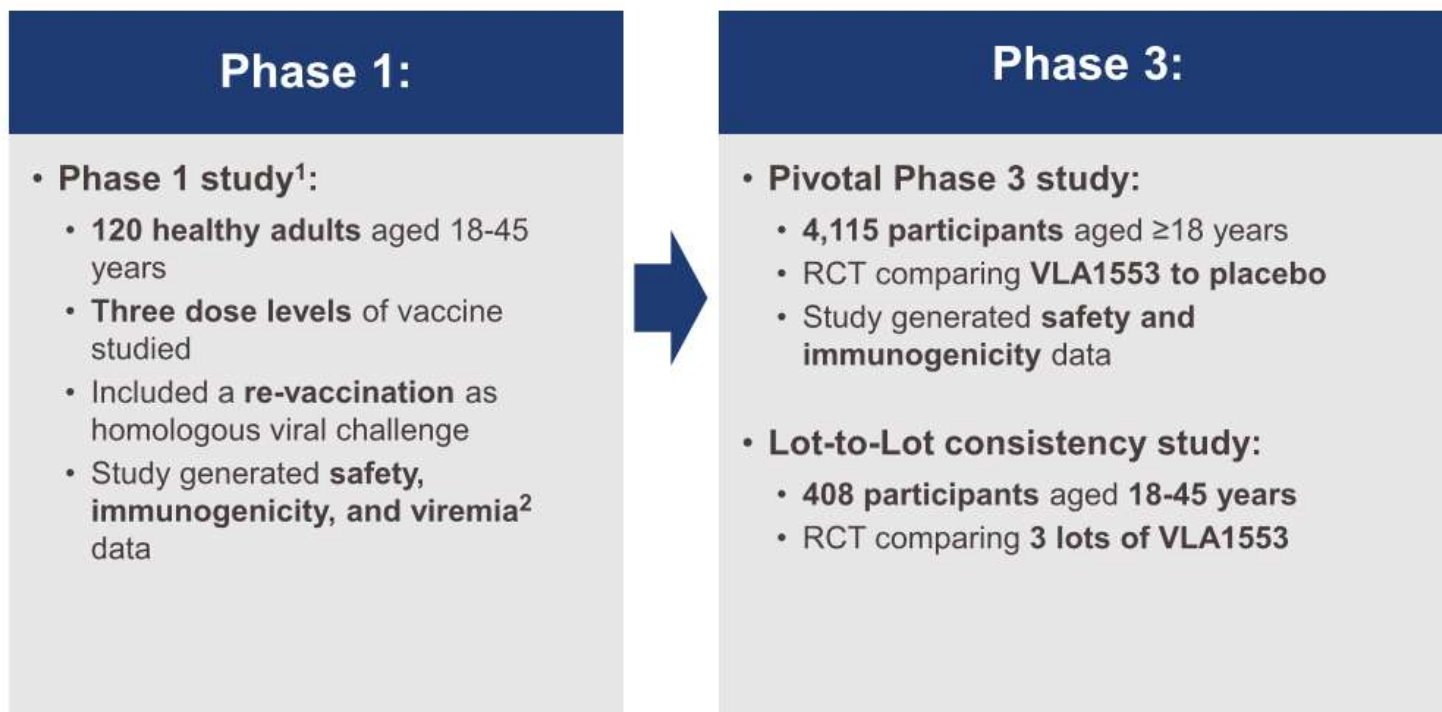 Phase 1:
• Phase 1 study¹:
• 120 healthy adults aged 18-45
years
• Three dose levels of vaccine
studied
• Included a re-vaccination as
homologous viral challenge
• Study generated safety,
immunogenicity, and viremia²
data
Phase 3:
• Pivotal Phase 3 study:
• 4,115 participants aged ≥18 years
• RCT comparing VLA1553 to placebo
• Study generated safety and
immunogenicity data
• Lot-to-Lot consistency study:
• 408 participants aged 18-45 years
• RCT comparing 3 lots of VLA1553